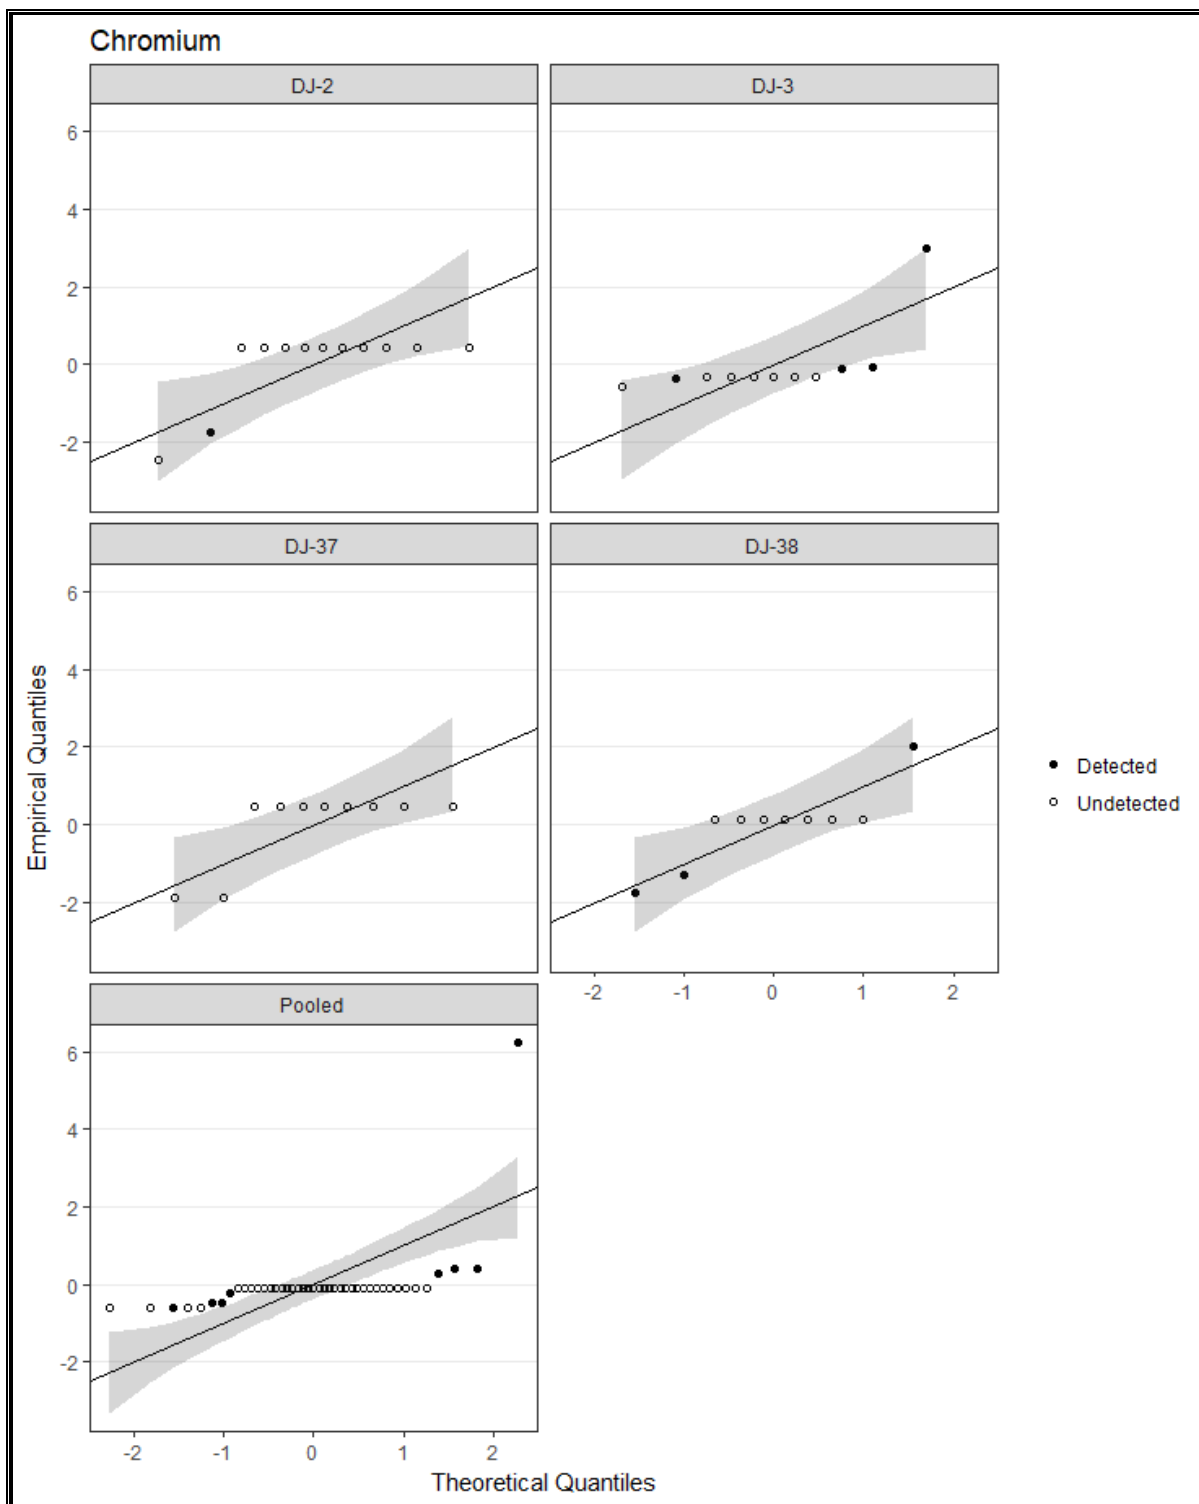 Chromium
DJ-2
DJ-3
6
4
2
0
-2
DJ-37
DJ-38
6
4
2
0
-2
-2 -1 0 1 2
Pooled
6
4
2
0
-2
-2 -1 0 1 2
Theoretical Quantiles
Empirical Quantiles
Detected
Undetected